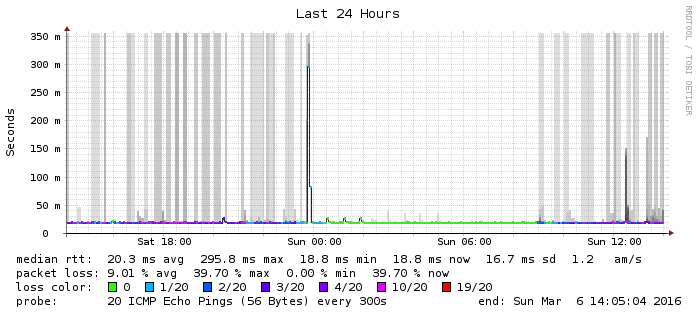 Last 24 Hours
RRDTOOL / TOBI OETIKER
Seconds
350 m
300 m
250 m
200 m
150 m
100 m
50 m
0
Sat 18:00 Sun 00:00 Sun 06:00 Sun 12:00
median rtt: 20.3 ms avg 295.8 ms max 18.8 ms min 18.8 ms now 16.7 ms sd 1.2 am/s
packet loss: 9.01 % avg 39.70 % max 0.00 % min 39.70 % now
loss color: 0 1/20 2/20 3/20 4/20 10/20 19/20
probe: 20 ICMP Echo Pings (56 Bytes) every 300s end: Sun Mar 6 14:05:04 2016